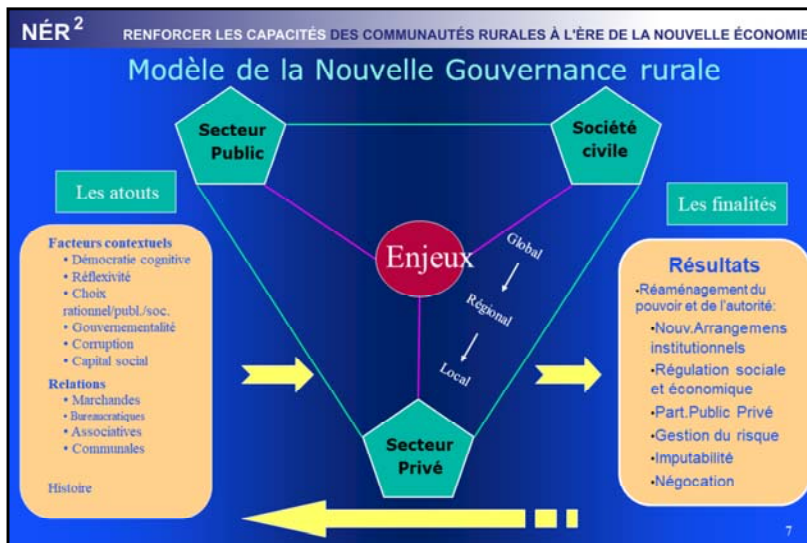 NÉR²
RENFORCER LES CAPACITÉS DES COMMUNAUTÉS RURALES À L'ÈRE DE LA NOUVELLE ÉCONOMIE
Modèle de la Nouvelle Gouvernance rurale
Secteur
Public
Société
civile
Les atouts
Facteurs contextuels
• Démocratie cognitive
• Réflexivité
• Choix
rationnel/publ./soc.
• Gouvernementalité
• Corruption
• Capital social
Relations
• Marchandes
• Bureaucratiques
• Associatives
• Communales
Histoire
Enjeux
Global
Régional
Local
Secteur
Privé
Les finalités
Résultats
•Réaménagement du
pouvoir et de l'autorité:
•Nouv.Arrangemens
institutionnels
•Régulation sociale
et économique
•Part.Public Privé
•Gestion du risque
•Imputabilité
•Négocation
7